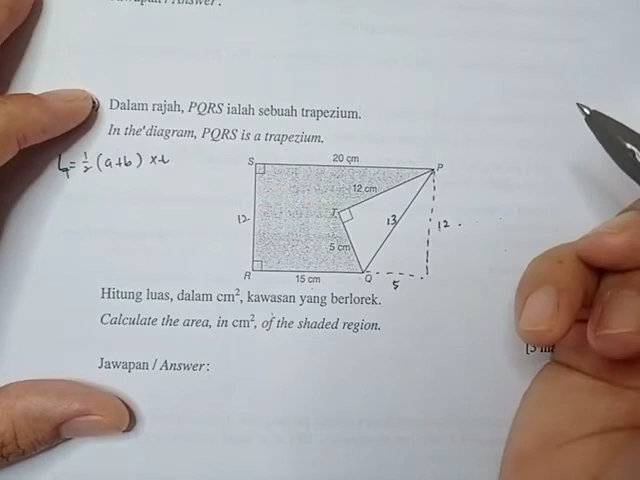 Jawapan / Answer:
Dalam rajah, PQRS ialah sebuah trapezium.
In the diagram, PQRS is a trapezium.
L = 1/2 (a+b) × t
S 20 cm P
12 cm
12 T 13 12
5 cm
R 15 cm Q 5
Hitung luas, dalam cm², kawasan yang berlorek.
Calculate the area, in cm², of the shaded region.
Jawapan / Answer: